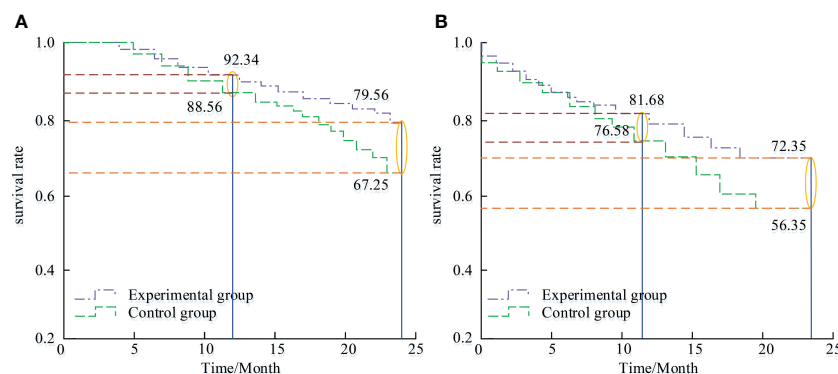 A
1.0
0.8
0.6
0.4
0.2
survival rate
92.34
88.56
79.56
67.25
Experimental group
Control group
0 5 10 15 20 25
Time/Month
B
1.0
0.8
0.6
0.4
0.2
survival rate
81.68
76.58
72.35
56.35
Experimental group
Control group
0 5 10 15 20 25
Time/Month